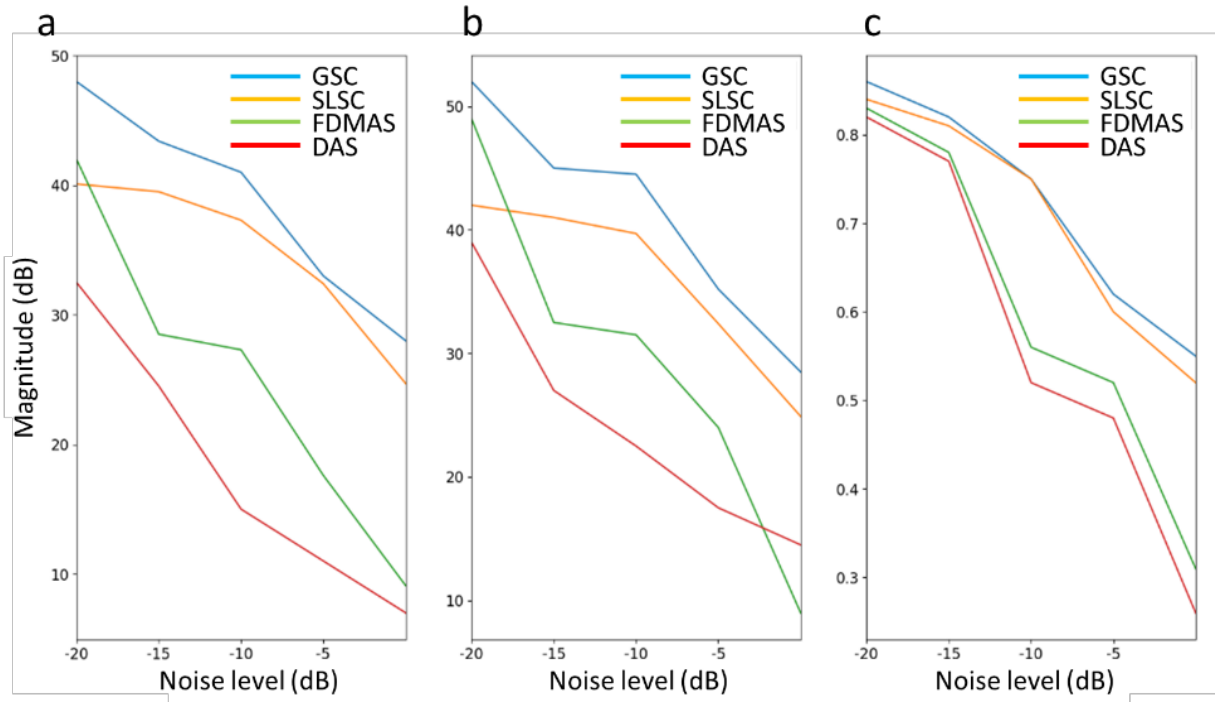 a
b
c
50
40
30
20
10
-20
-15
-10
-5
GSC
SLSC
FDMAS
DAS
Magnitude (dB)
Noise level (dB)
50
40
30
20
10
-20
-15
-10
-5
GSC
SLSC
FDMAS
DAS
Noise level (dB)
0.8
0.7
0.6
0.5
0.4
0.3
-20
-15
-10
-5
GSC
SLSC
FDMAS
DAS
Noise level (dB)